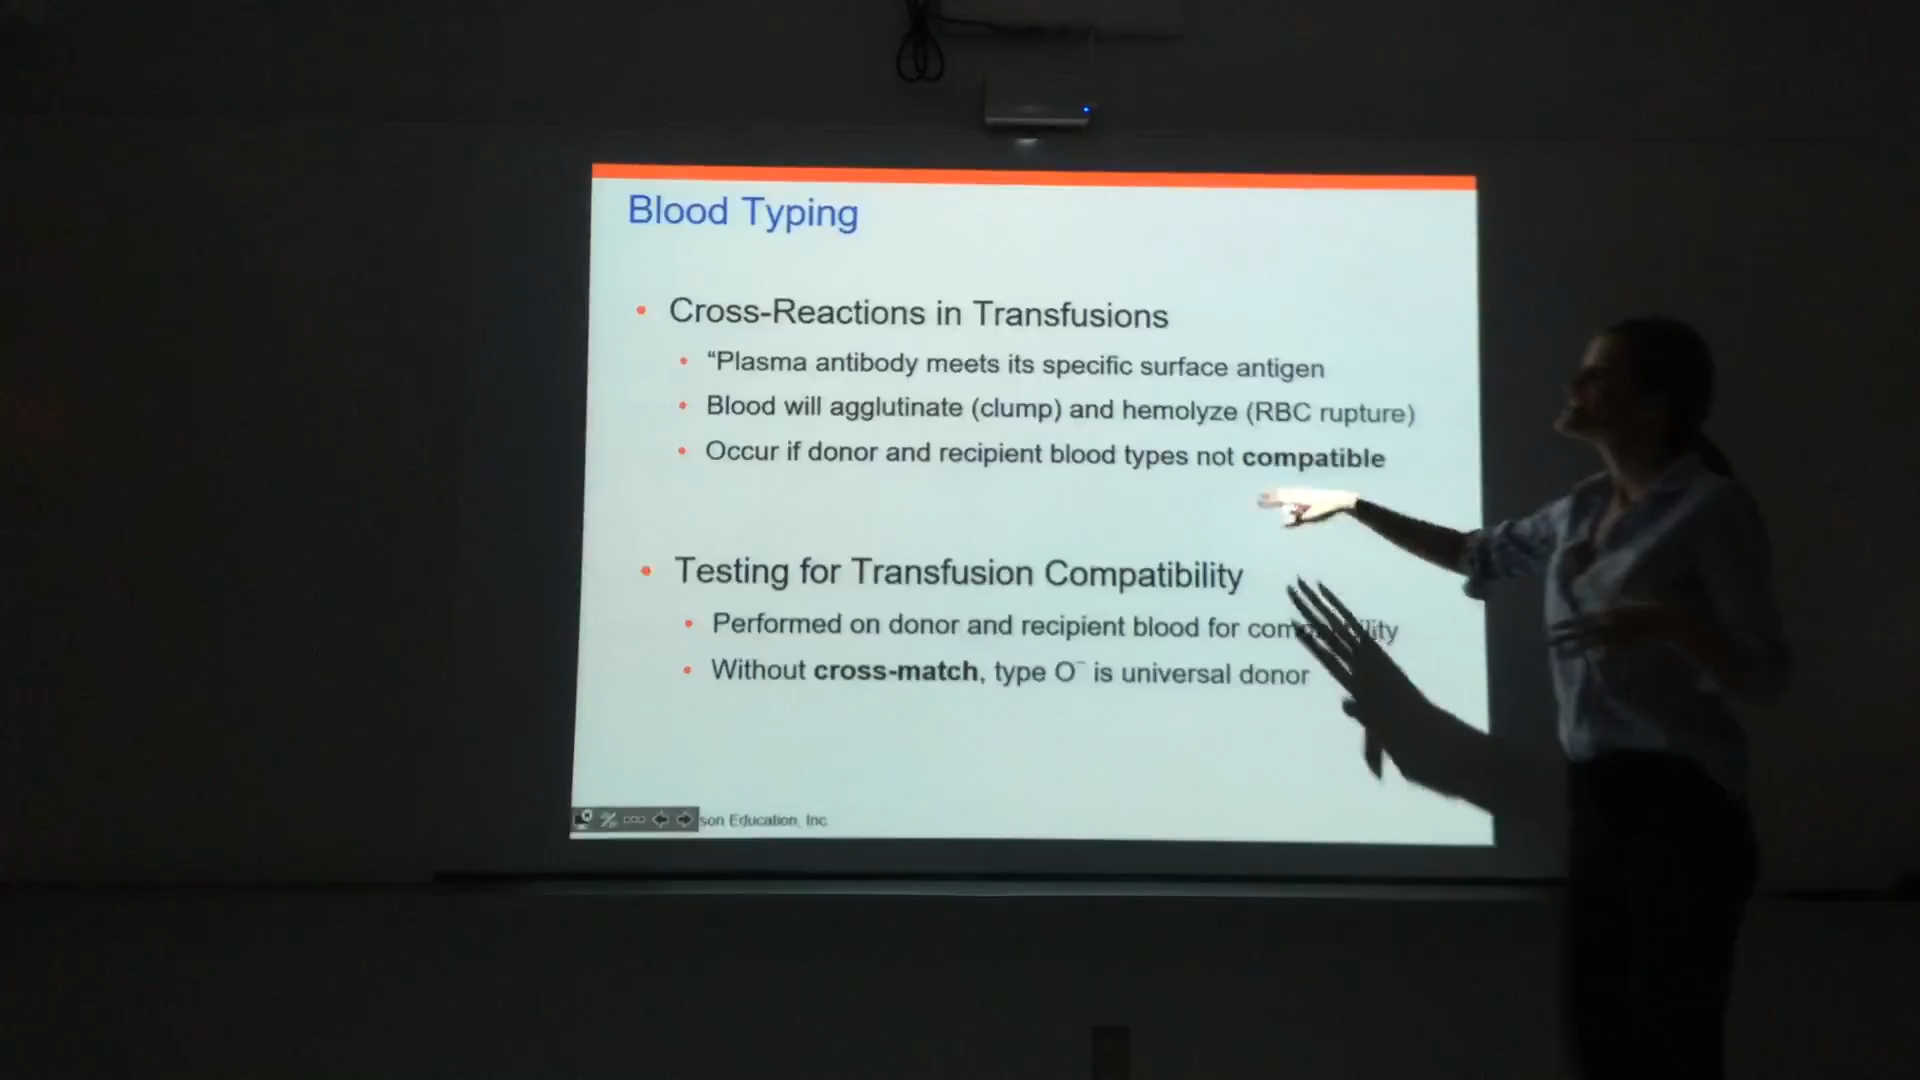 Blood Typing
• Cross-Reactions in Transfusions
• “Plasma antibody meets its specific surface antigen
• Blood will agglutinate (clump) and hemolyze (RBC rupture)
• Occur if donor and recipient blood types not compatible
• Testing for Transfusion Compatibility
• Performed on donor and recipient blood for
• Without cross-match, type O⁻ is universal donor
Education, Inc.